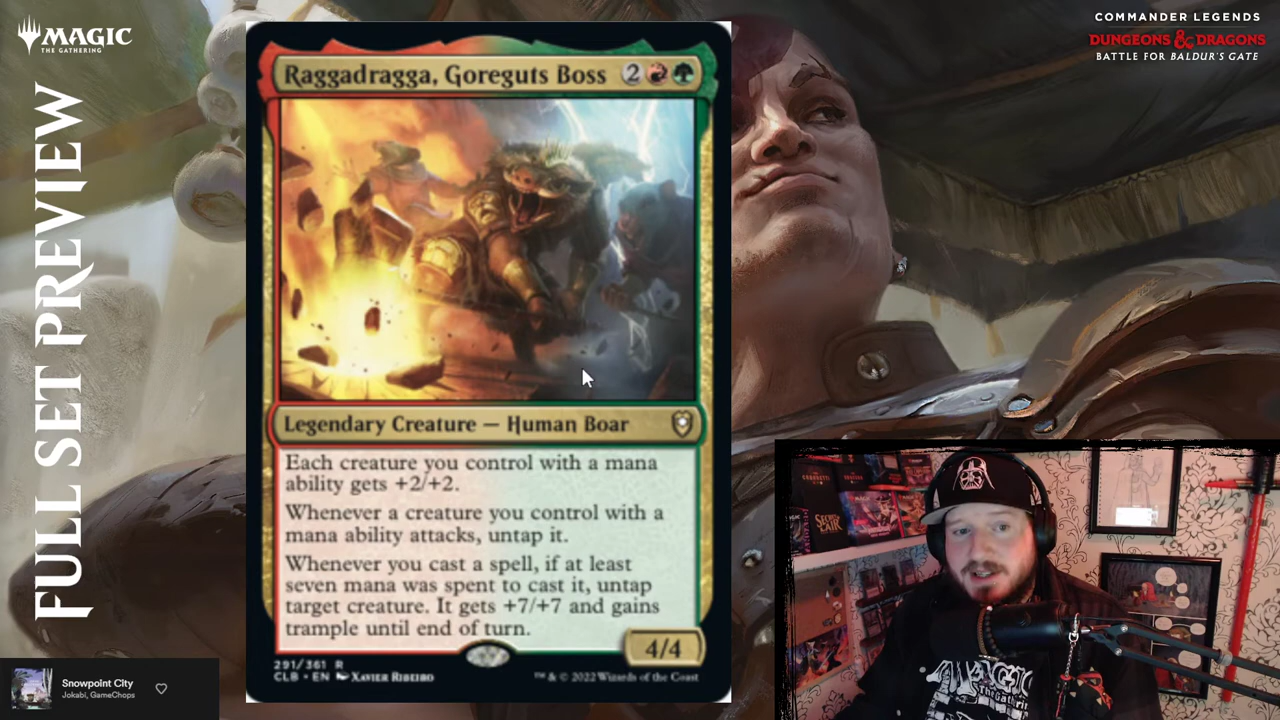 MAGIC
THE GATHERING
FULL SET PREVIEW
COMMANDER LEGENDS
DUNGEONS & DRAGONS
BATTLE FOR BALDUR'S GATE
Raggadragga, Goreguts Boss 2
Legendary Creature — Human Boar
Each creature you control with a mana
ability gets +2/+2.
Whenever a creature you control with a
mana ability attacks, untap it.
Whenever you cast a spell, if at least
seven mana was spent to cast it, untap
target creature. It gets +7/+7 and gains
trample until end of turn.
4/4
291/361 R
CLB • EN Xavier Ribeiro
™ & © 2022 Wizards of the Coast
Snowpoint City
Jokabi, GameChops
SECRET
LAIR